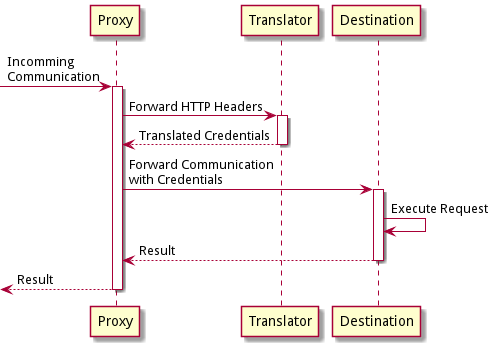 Proxy
Translator
Destination
Incomming
Communication
Forward HTTP Headers
Translated Credentials
Forward Communication
with Credentials
Execute Request
Result
Result
Proxy
Translator
Destination